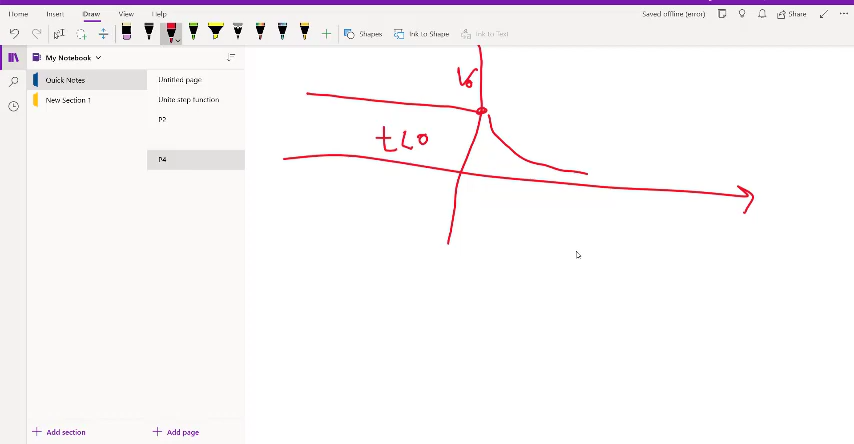 Home Insert Draw View Help Saved offline (error) Share
Shapes Ink to Shape Ink to Text
My Notebook
Quick Notes Untitled page
New Section 1 Unite step function
P2
P4
V₀
t<0
Add section Add page